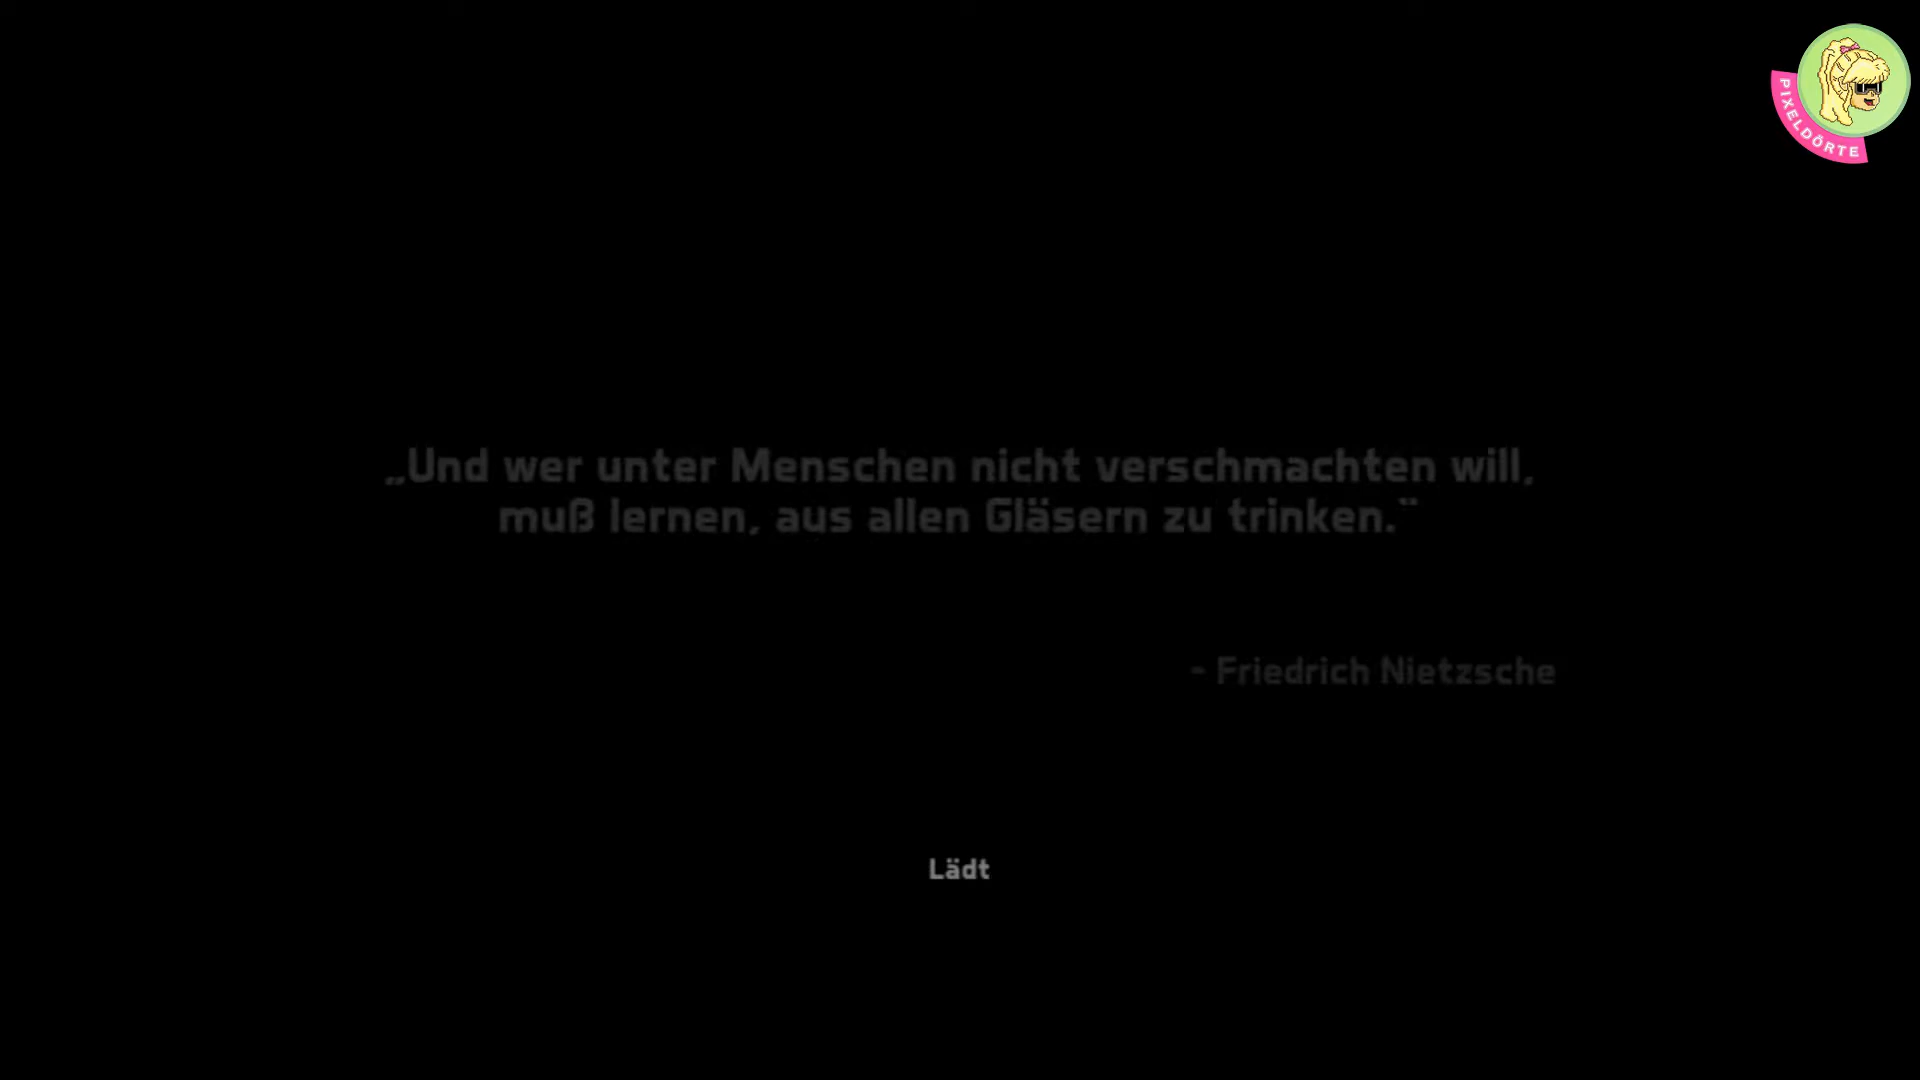 PIXELDÖRTE
„Und wer unter Menschen nicht verschmachten will,
muß lernen, aus allen Gläsern zu trinken.“
- Friedrich Nietzsche
Lädt